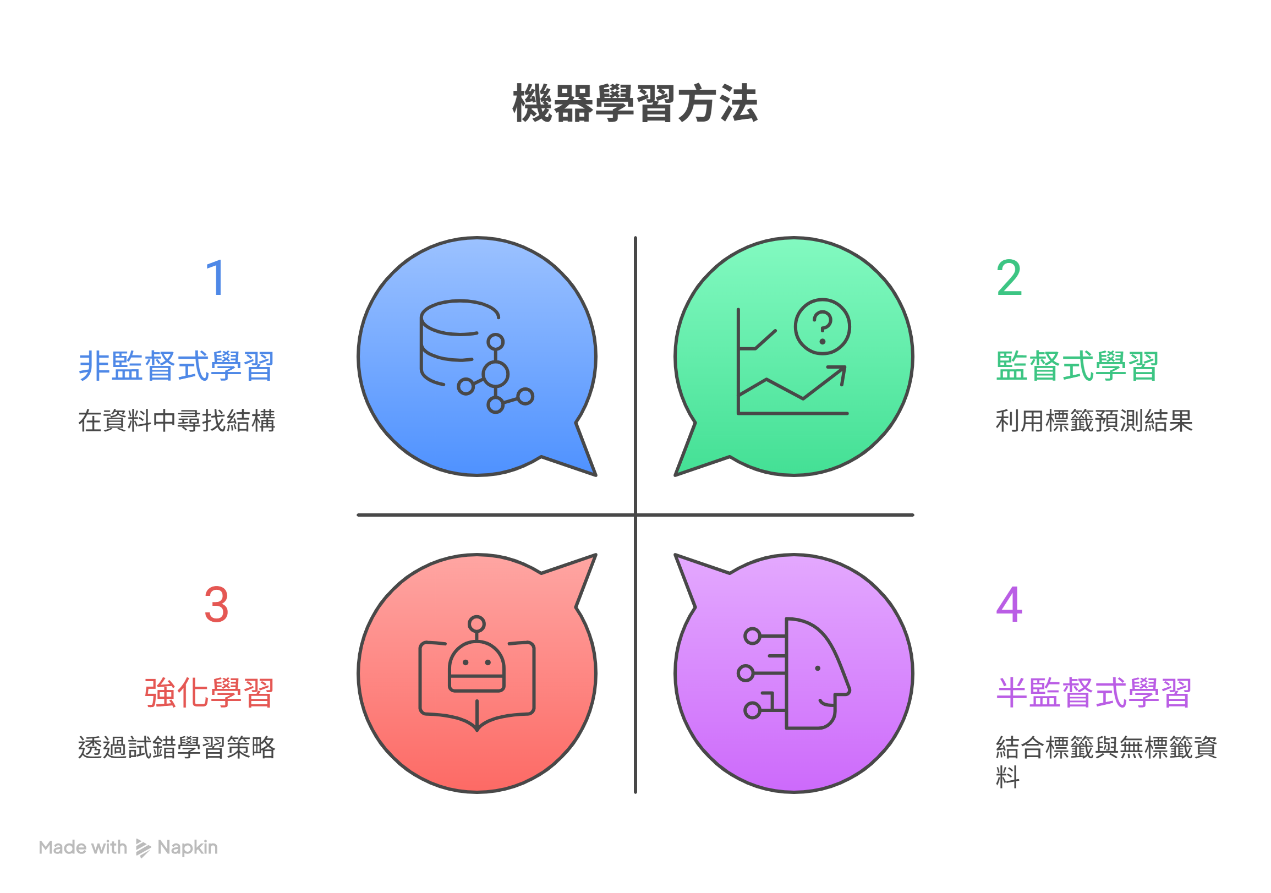 機器學習方法
1
非監督式學習
在資料中尋找結構
2
監督式學習
利用標籤預測結果
?
3
強化學習
透過試錯學習策略
4
半監督式學習
結合標籤與無標籤資
料
Made with Napkin